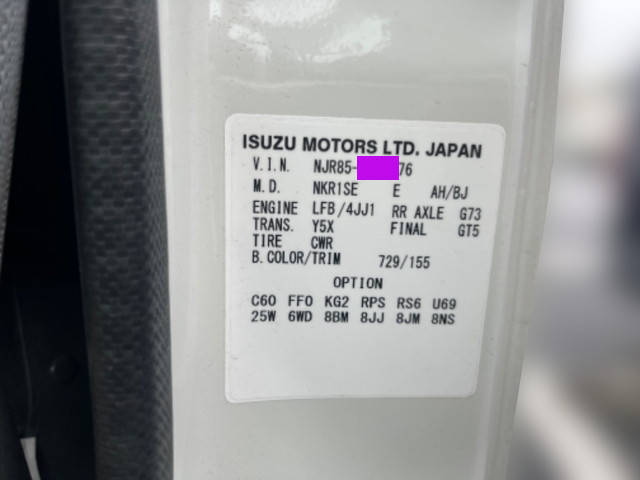 ISUZU MOTORS LTD. JAPAN
V.I.N. NJR85- 76
M.D. NKR1SE E AH/BJ
ENGINE LFB/4JJ1 RR AXLE G73
TRANS. Y5X FINAL GT5
TIRE CWR
B.COLOR/TRIM 729/155
OPTION
C60 FF0 KG2 RPS RS6 U69
25W 6WD 8BM 8JJ 8JM 8NS